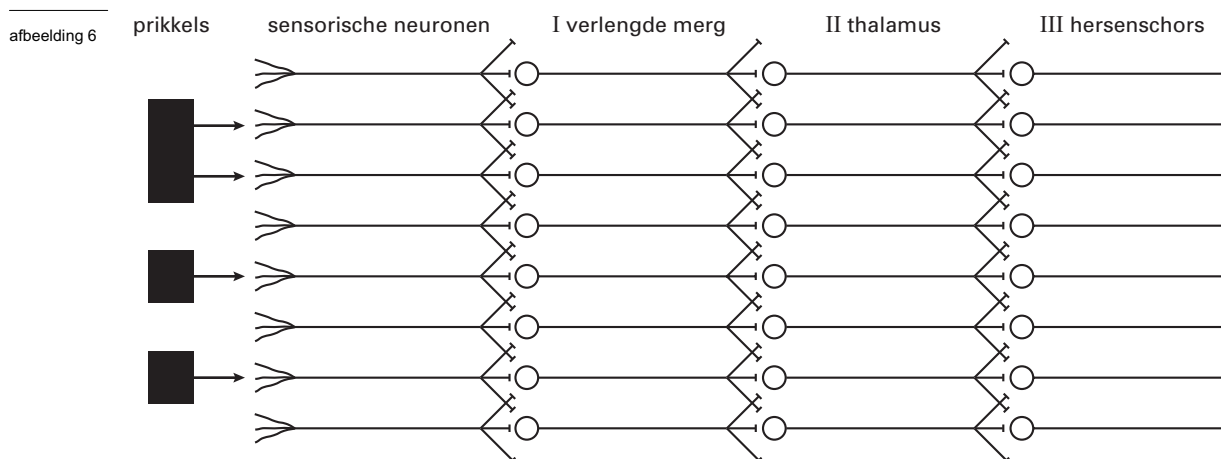 afbeelding 6
prikkels
sensorische neuronen
I verlengde merg
II thalamus
III hersenschors